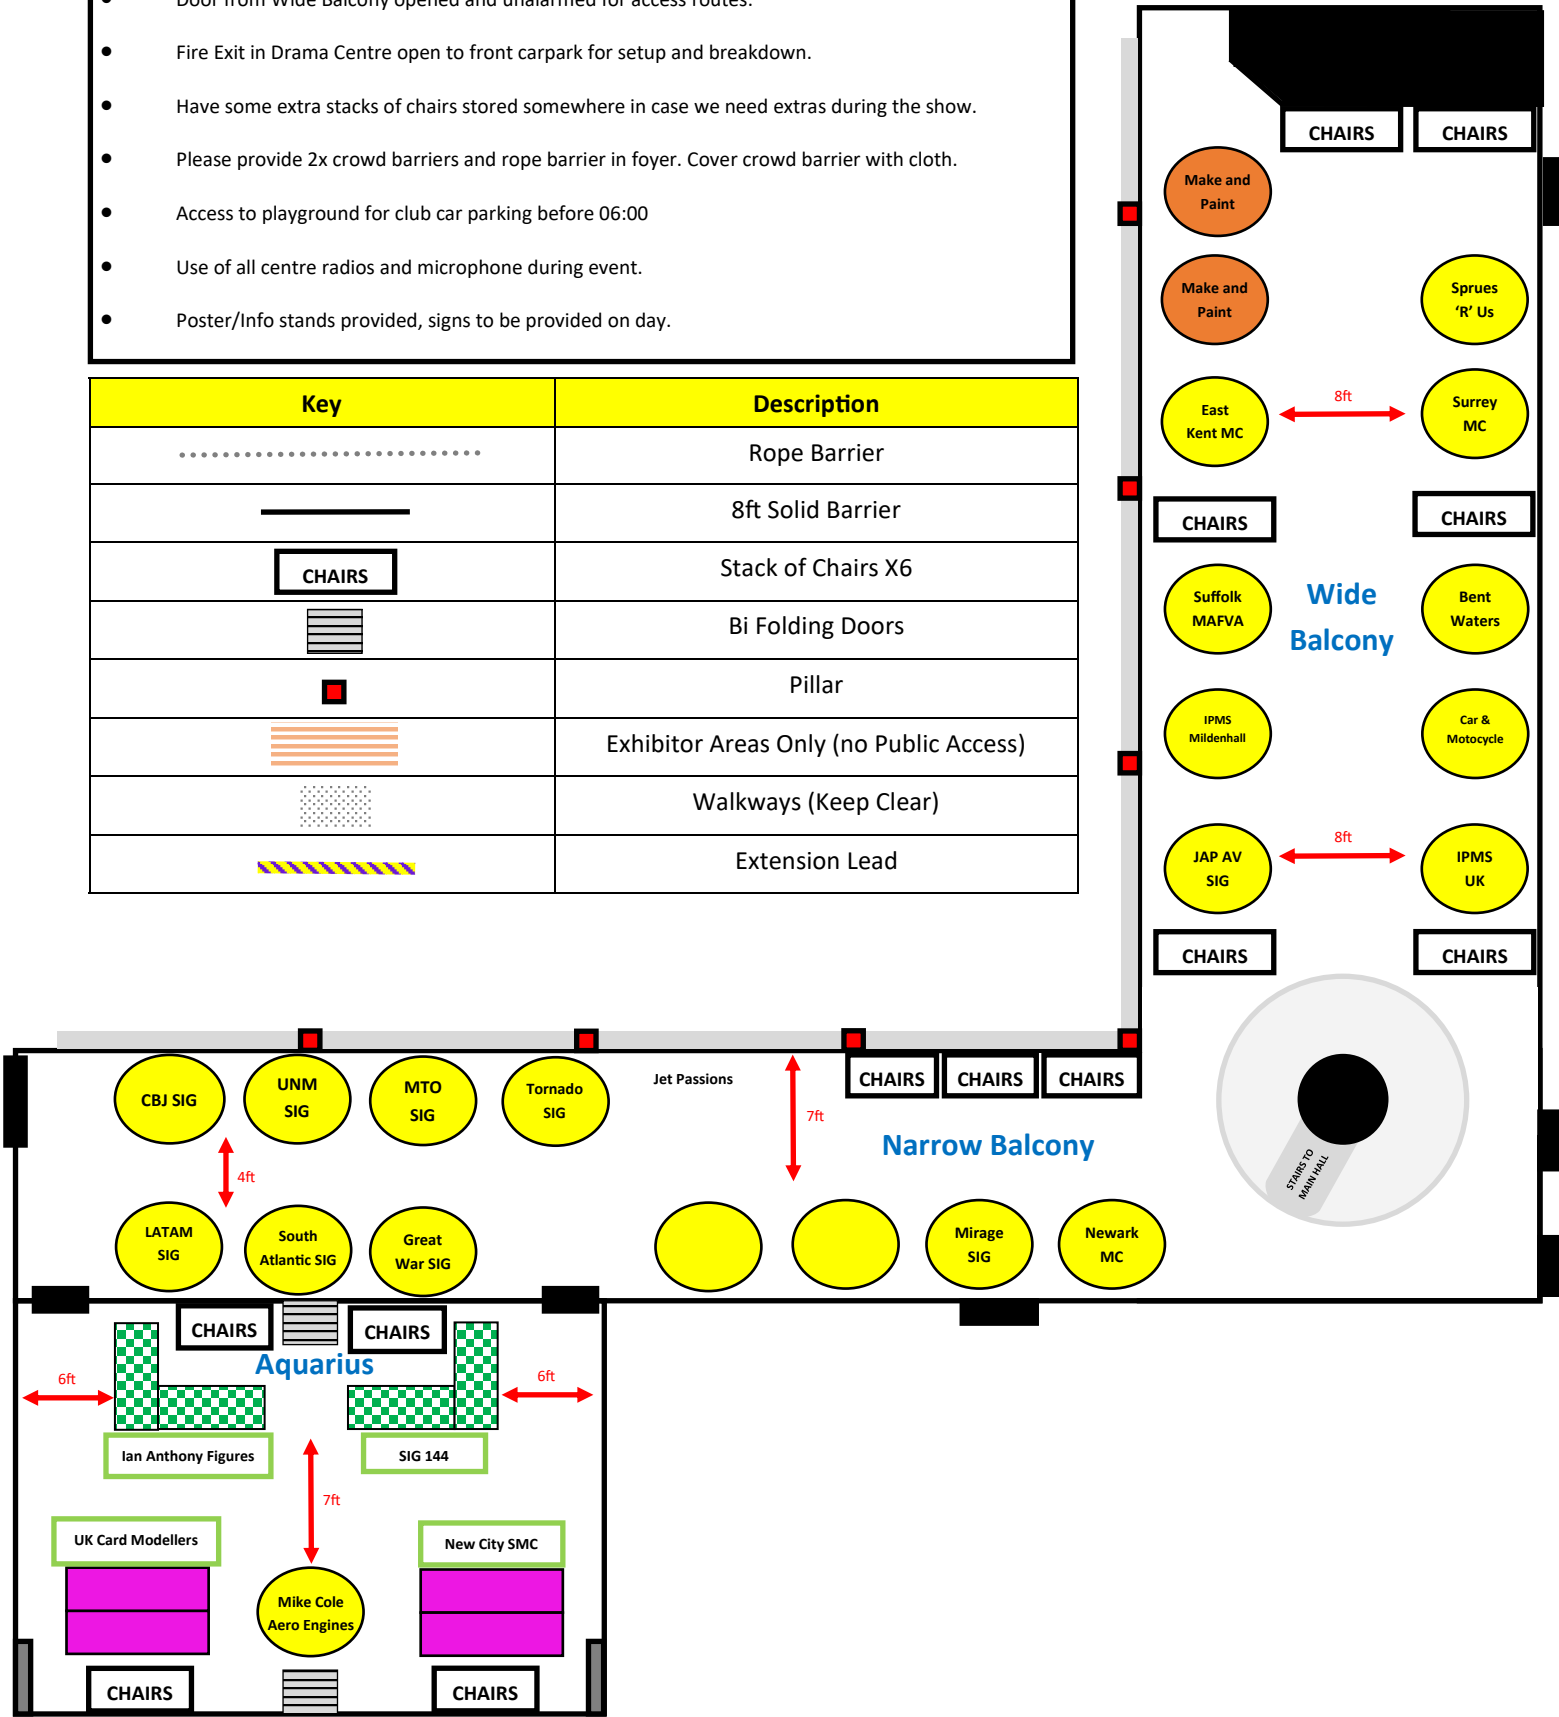 Door from Wide Balcony opened and unalarmed for access routes.
• Fire Exit in Drama Centre open to front carpark for setup and breakdown.
• Have some extra stacks of chairs stored somewhere in case we need extras during the show.
• Please provide 2x crowd barriers and rope barrier in foyer. Cover crowd barrier with cloth.
• Access to playground for club car parking before 06:00
• Use of all centre radios and microphone during event.
• Poster/Info stands provided, signs to be provided on day.
Key Description
Rope Barrier
8ft Solid Barrier
CHAIRS Stack of Chairs X6
Bi Folding Doors
Pillar
Exhibitor Areas Only (no Public Access)
Walkways (Keep Clear)
Extension Lead
CHAIRS CHAIRS
Make and
Paint
Make and
Paint
Sprues
‘R’ Us
East
Kent MC
8ft
Surrey
MC
CHAIRS CHAIRS
Suffolk
MAFVA
Wide
Balcony
Bent
Waters
IPMS
Mildenhall
Car &
Motocycle
JAP AV
SIG
8ft
IPMS
UK
CHAIRS CHAIRS
STAIRS TO
MAIN HALL
CBJ SIG
UNM
SIG
MTO
SIG
Tornado
SIG
Jet Passions
7ft
CHAIRS CHAIRS CHAIRS
Narrow Balcony
4ft
LATAM
SIG
South
Atlantic SIG
Great
War SIG
Mirage
SIG
Newark
MC
CHAIRS CHAIRS
Aquarius
6ft 6ft
Ian Anthony Figures
SIG 144
7ft
UK Card Modellers
New City SMC
Mike Cole
Aero Engines
CHAIRS CHAIRS